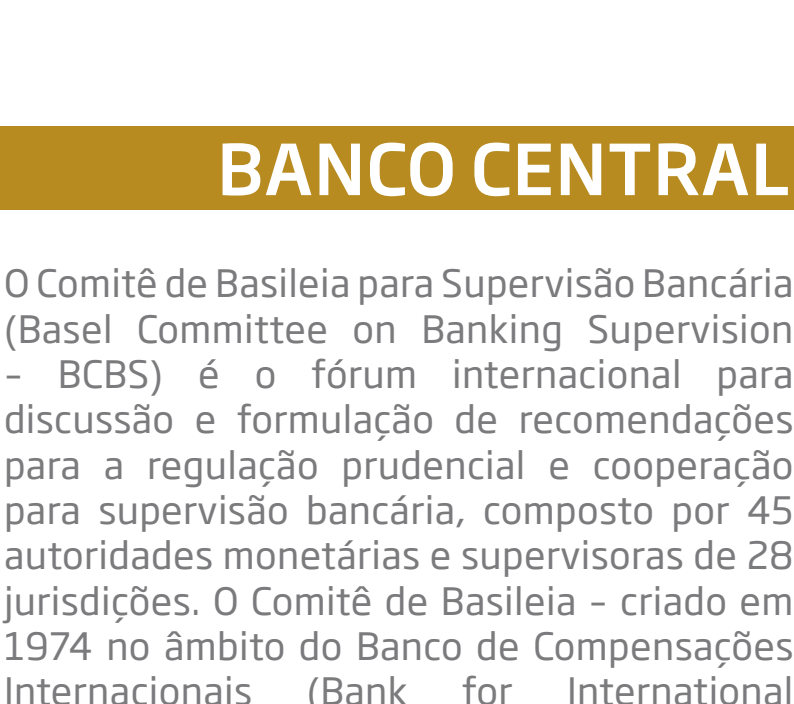 BANCO CENTRAL
O Comitê de Basileia para Supervisão Bancária
(Basel Committee on Banking Supervision
– BCBS) é o fórum internacional para
discussão e formulação de recomendações
para a regulação prudencial e cooperação
para supervisão bancária, composto por 45
autoridades monetárias e supervisoras de 28
jurisdições. O Comitê de Basileia – criado em
1974 no âmbito do Banco de Compensações
Internacionais (Bank for International